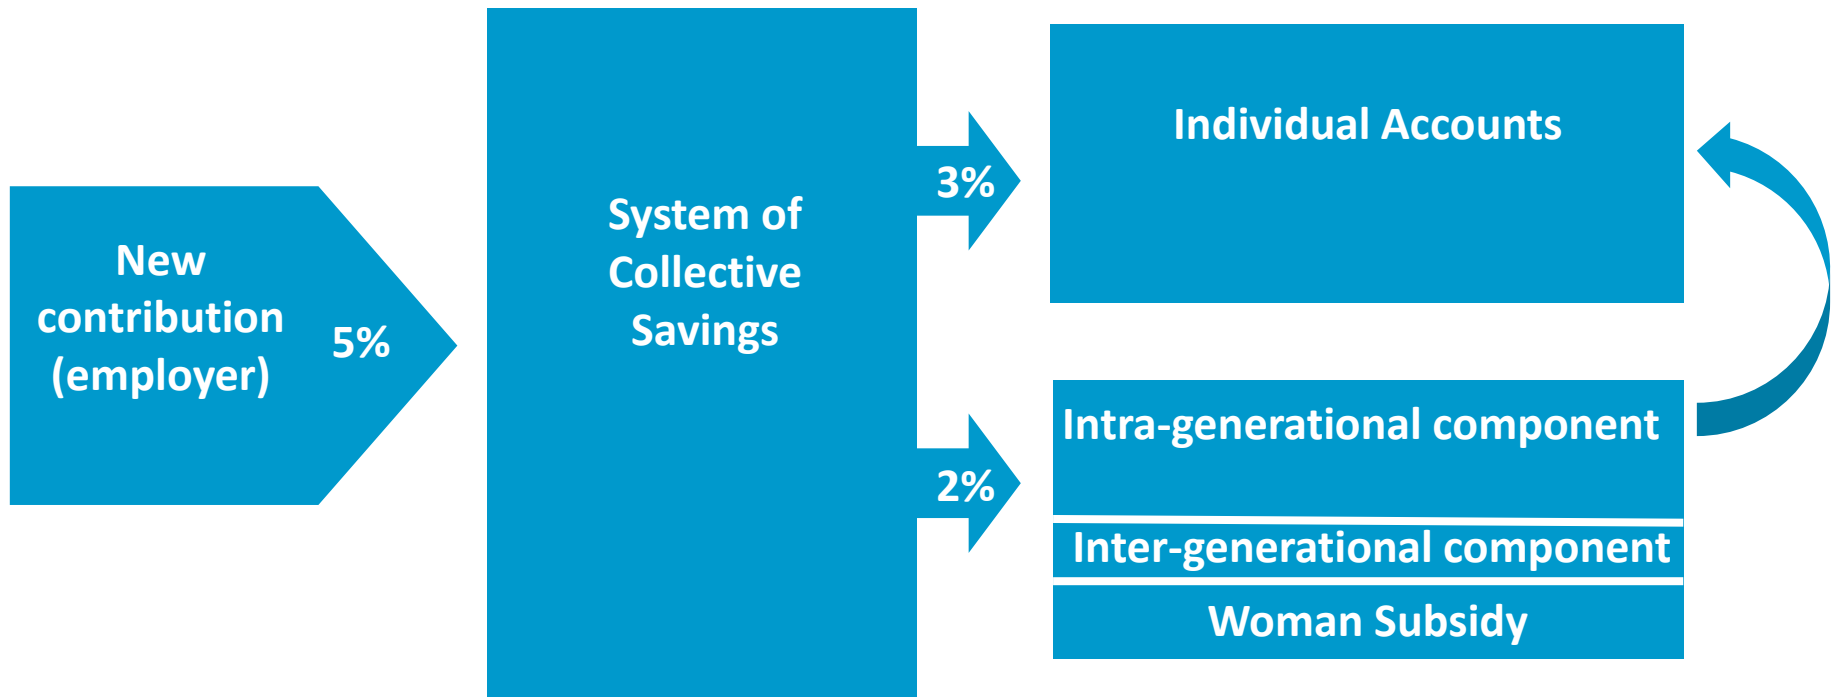 New
contribution
(employer)
5%
System of
Collective
Savings
3%
2%
Individual Accounts
Intra-generational component
Inter-generational component
Woman Subsidy